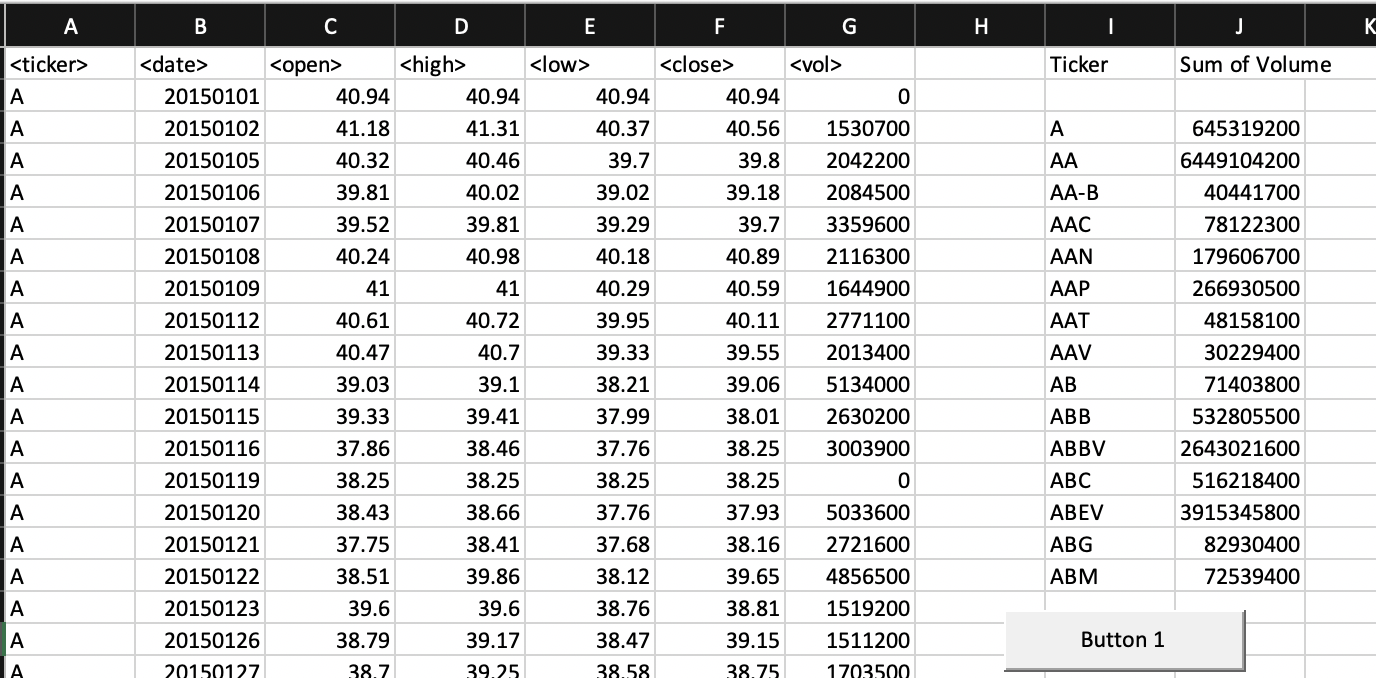 A B C D E F G H I J K
<ticker> <date> <open> <high> <low> <close> <vol> Ticker Sum of Volume
A 20150101 40.94 40.94 40.94 40.94 0
A 20150102 41.18 41.31 40.37 40.56 1530700 A 645319200
A 20150105 40.32 40.46 39.7 39.8 2042200 AA 6449104200
A 20150106 39.81 40.02 39.02 39.18 2084500 AA-B 40441700
A 20150107 39.52 39.81 39.29 39.7 3359600 AAC 78122300
A 20150108 40.24 40.98 40.18 40.89 2116300 AAN 179606700
A 20150109 41 41 40.29 40.59 1644900 AAP 266930500
A 20150112 40.61 40.72 39.95 40.11 2771100 AAT 48158100
A 20150113 40.47 40.7 39.33 39.55 2013400 AAV 30229400
A 20150114 39.03 39.1 38.21 39.06 5134000 AB 71403800
A 20150115 39.33 39.41 37.99 38.01 2630200 ABB 532805500
A 20150116 37.86 38.46 37.76 38.25 3003900 ABBV 2643021600
A 20150119 38.25 38.25 38.25 38.25 0 ABC 516218400
A 20150120 38.43 38.66 37.76 37.93 5033600 ABEV 3915345800
A 20150121 37.75 38.41 37.68 38.16 2721600 ABG 82930400
A 20150122 38.51 39.86 38.12 39.65 4856500 ABM 72539400
A 20150123 39.6 39.6 38.76 38.81 1519200
A 20150126 38.79 39.17 38.47 39.15 1511200 Button 1
A 20150127 38.7 39.25 38.58 38.75 1703500